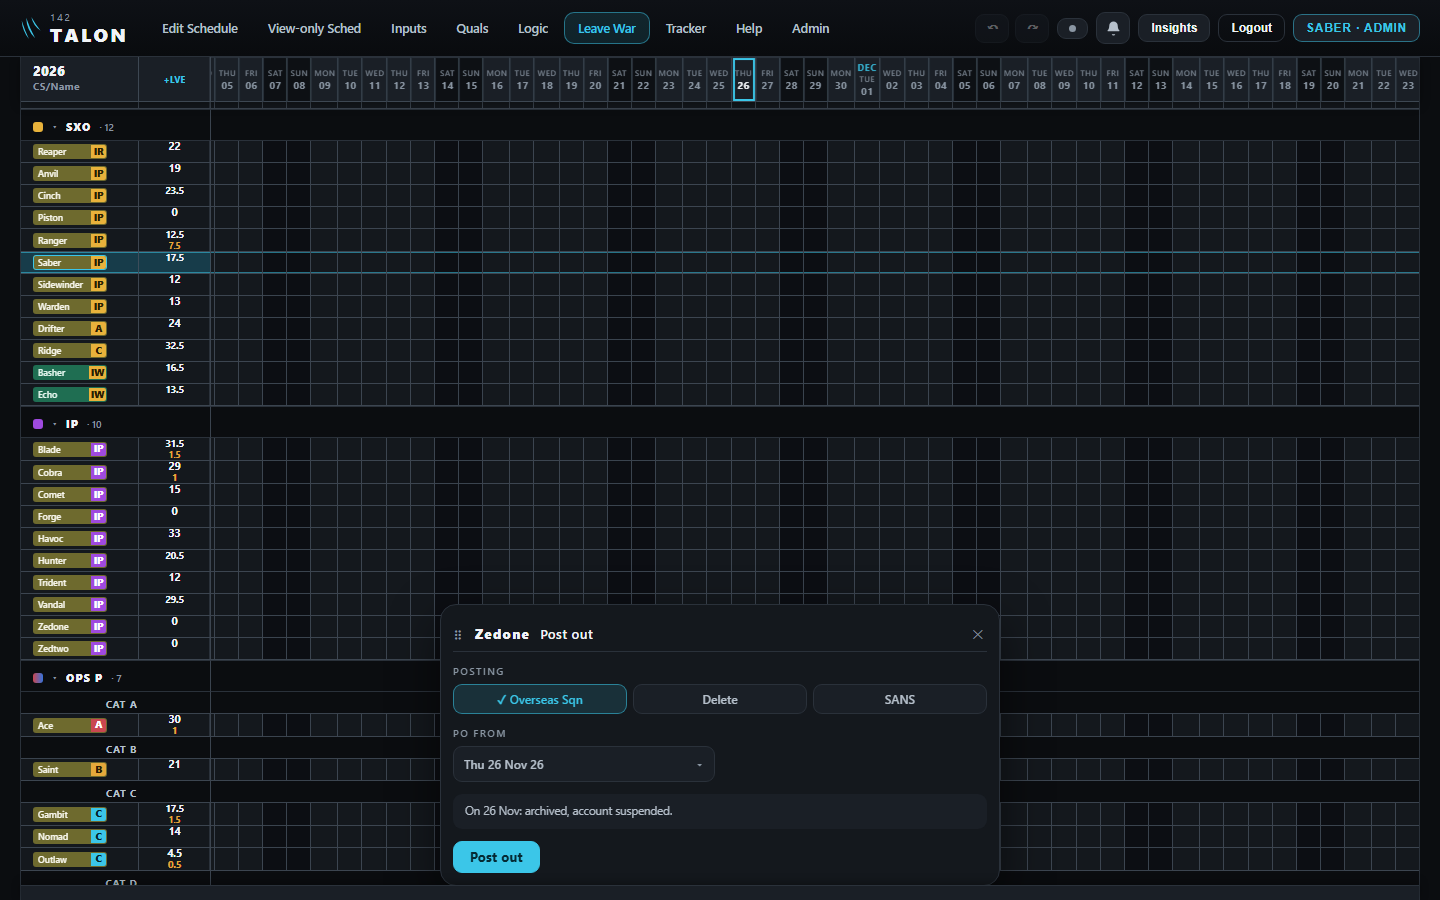 142
TALON
Edit Schedule
View-only Sched
Inputs
Quals
Logic
Leave War
Tracker
Help
Admin
Insights
Logout
SABER · ADMIN
2026
CS/Name
+LVE
THU 05
FRI 06
SAT 07
SUN 08
MON 09
TUE 10
WED 11
THU 12
FRI 13
SAT 14
SUN 15
MON 16
TUE 17
WED 18
THU 19
FRI 20
SAT 21
SUN 22
MON 23
TUE 24
WED 25
THU 26
FRI 27
SAT 28
SUN 29
MON 30
DEC TUE 01
WED 02
THU 03
FRI 04
SAT 05
SUN 06
MON 07
TUE 08
WED 09
THU 10
FRI 11
SAT 12
SUN 13
MON 14
TUE 15
WED 16
THU 17
FRI 18
SAT 19
SUN 20
MON 21
TUE 22
WED 23
SXO · 12
Reaper IR 22
Anvil IP 19
Cinch IP 23.5
Piston IP 0
Ranger IP 12.5
7.5
Saber IP 17.5
Sidewinder IP 12
Warden IP 13
Drifter A 24
Ridge C 32.5
Basher IW 16.5
Echo IW 13.5
IP · 10
Blade IP 31.5
1.5
Cobra IP 29
1
Comet IP 15
Forge IP 0
Havoc IP 33
Hunter IP 20.5
Trident IP 12
Vandal IP 29.5
Zedone IP 0
Zedtwo IP 0
OPS P · 7
CAT A
Ace A 30
1
CAT B
Saint B 21
CAT C
Gambit C 17.5
1.5
Nomad C 14
Outlaw C 4.5
0.5
CAT D
Zedone Post out
POSTING
✓ Overseas Sqn
Delete
SANS
PO FROM
Thu 26 Nov 26
On 26 Nov: archived, account suspended.
Post out